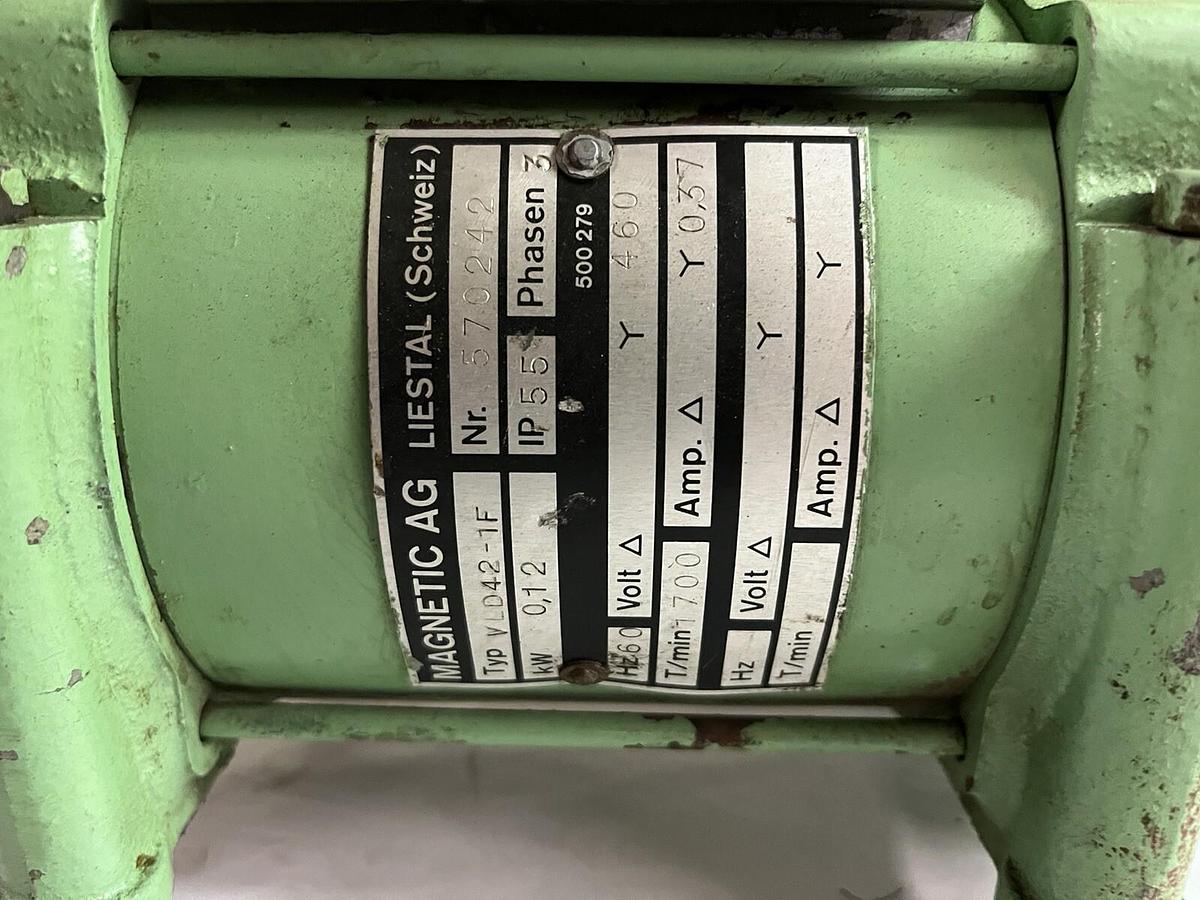 MAGNETIC AG LIESTAL (Schweiz)
Typ VLD42-1F Nr. 570242
kW 0,12 IP 55 Phasen 3
500 279
Hz 60 Volt Δ Y 460
T/min 1700 Amp. Δ Y 0,37
Hz Volt Δ Y
T/min Amp. Δ Y